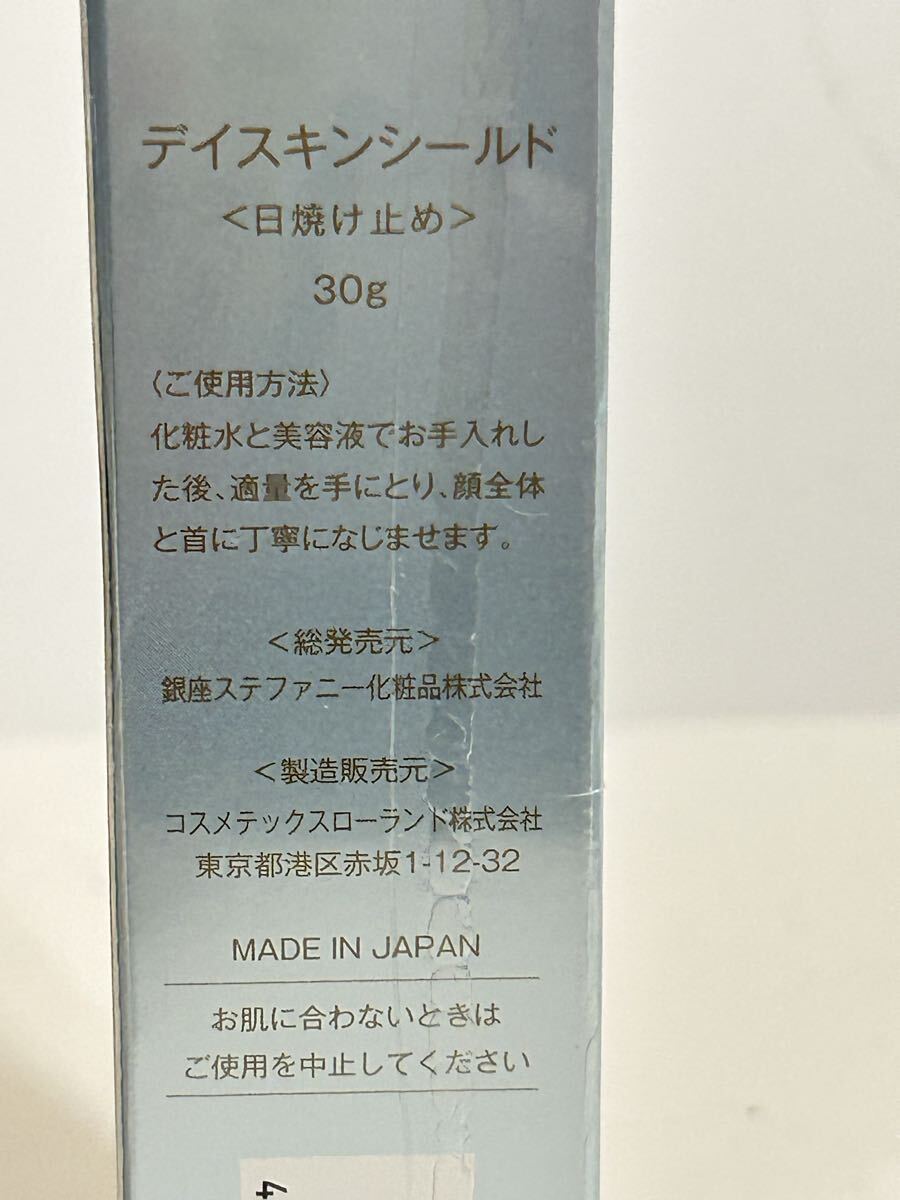 デイスキンシールド
＜日焼け止め＞
30g
〈ご使用方法〉
化粧水と美容液でお手入れし
た後、適量を手にとり、顔全体
と首に丁寧になじませます。
＜総発売元＞
銀座ステファニー化粧品株式会社
＜製造販売元＞
コスメテックスローランド株式会社
東京都港区赤坂1-12-32
MADE IN JAPAN
お肌に合わないときは
ご使用を中止してください
4